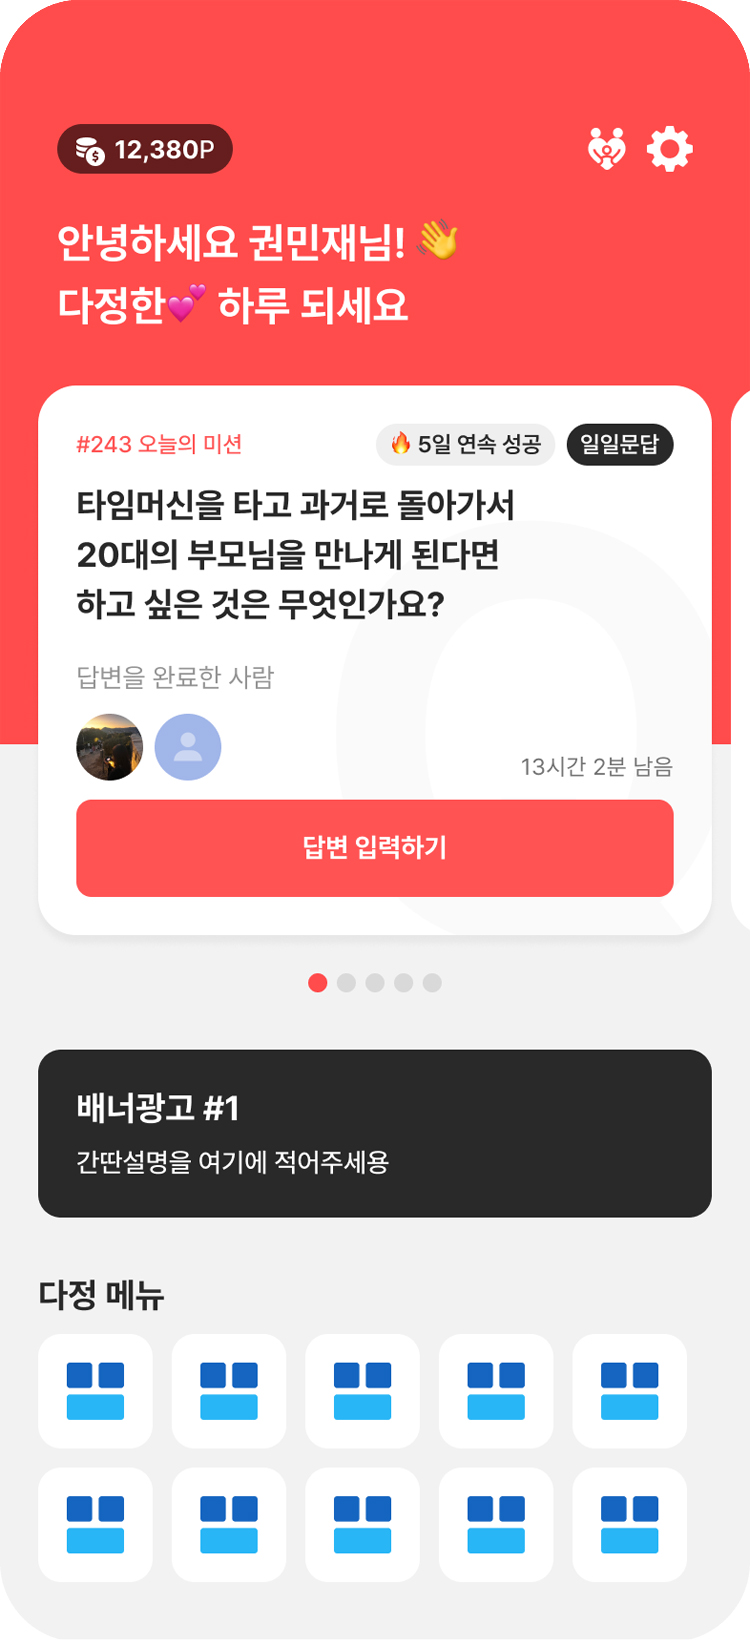 12,380P
안녕하세요 권민재님! 👋
다정한💕 하루 되세요
#243 오늘의 미션
🔥 5일 연속 성공
일일문답
타임머신을 타고 과거로 돌아가서
20대의 부모님을 만나게 된다면
하고 싶은 것은 무엇인가요?
답변을 완료한 사람
13시간 2분 남음
답변 입력하기
배너광고 #1
간딴설명을 여기에 적어주세용
다정 메뉴